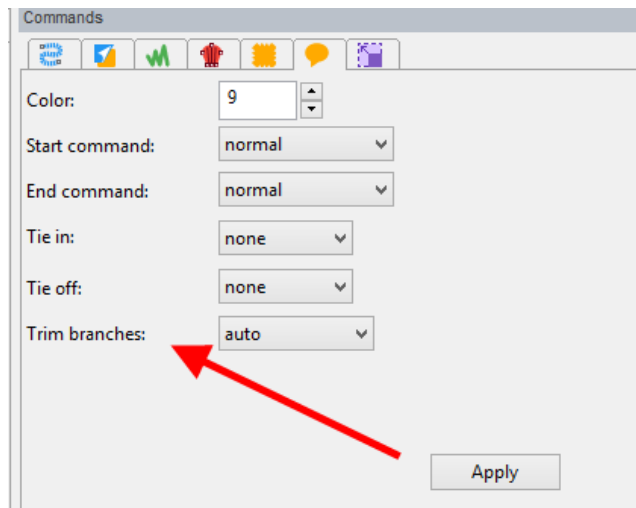 Commands
Color: 9
Start command: normal
End command: normal
Tie in: none
Tie off: none
Trim branches: auto
Apply